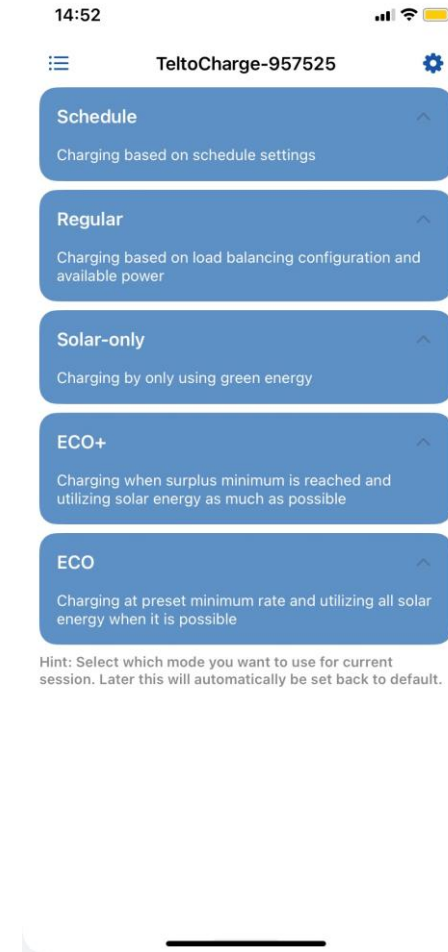 14:52
TeltoCharge-957525
Schedule
Charging based on schedule settings
Regular
Charging based on load balancing configuration and
available power
Solar-only
Charging by only using green energy
ECO+
Charging when surplus minimum is reached and
utilizing solar energy as much as possible
ECO
Charging at preset minimum rate and utilizing all solar
energy when it is possible
Hint: Select which mode you want to use for current
session. Later this will automatically be set back to default.